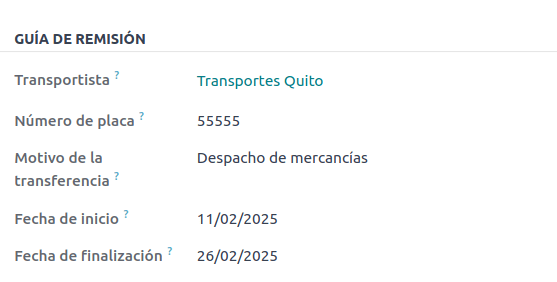 GUÍA DE REMISIÓN
Transportista ? Transportes Quito
Número de placa ? 55555
Motivo de la Despacho de mercancías
transferencia ?
Fecha de inicio ? 11/02/2025
Fecha de finalización ? 26/02/2025